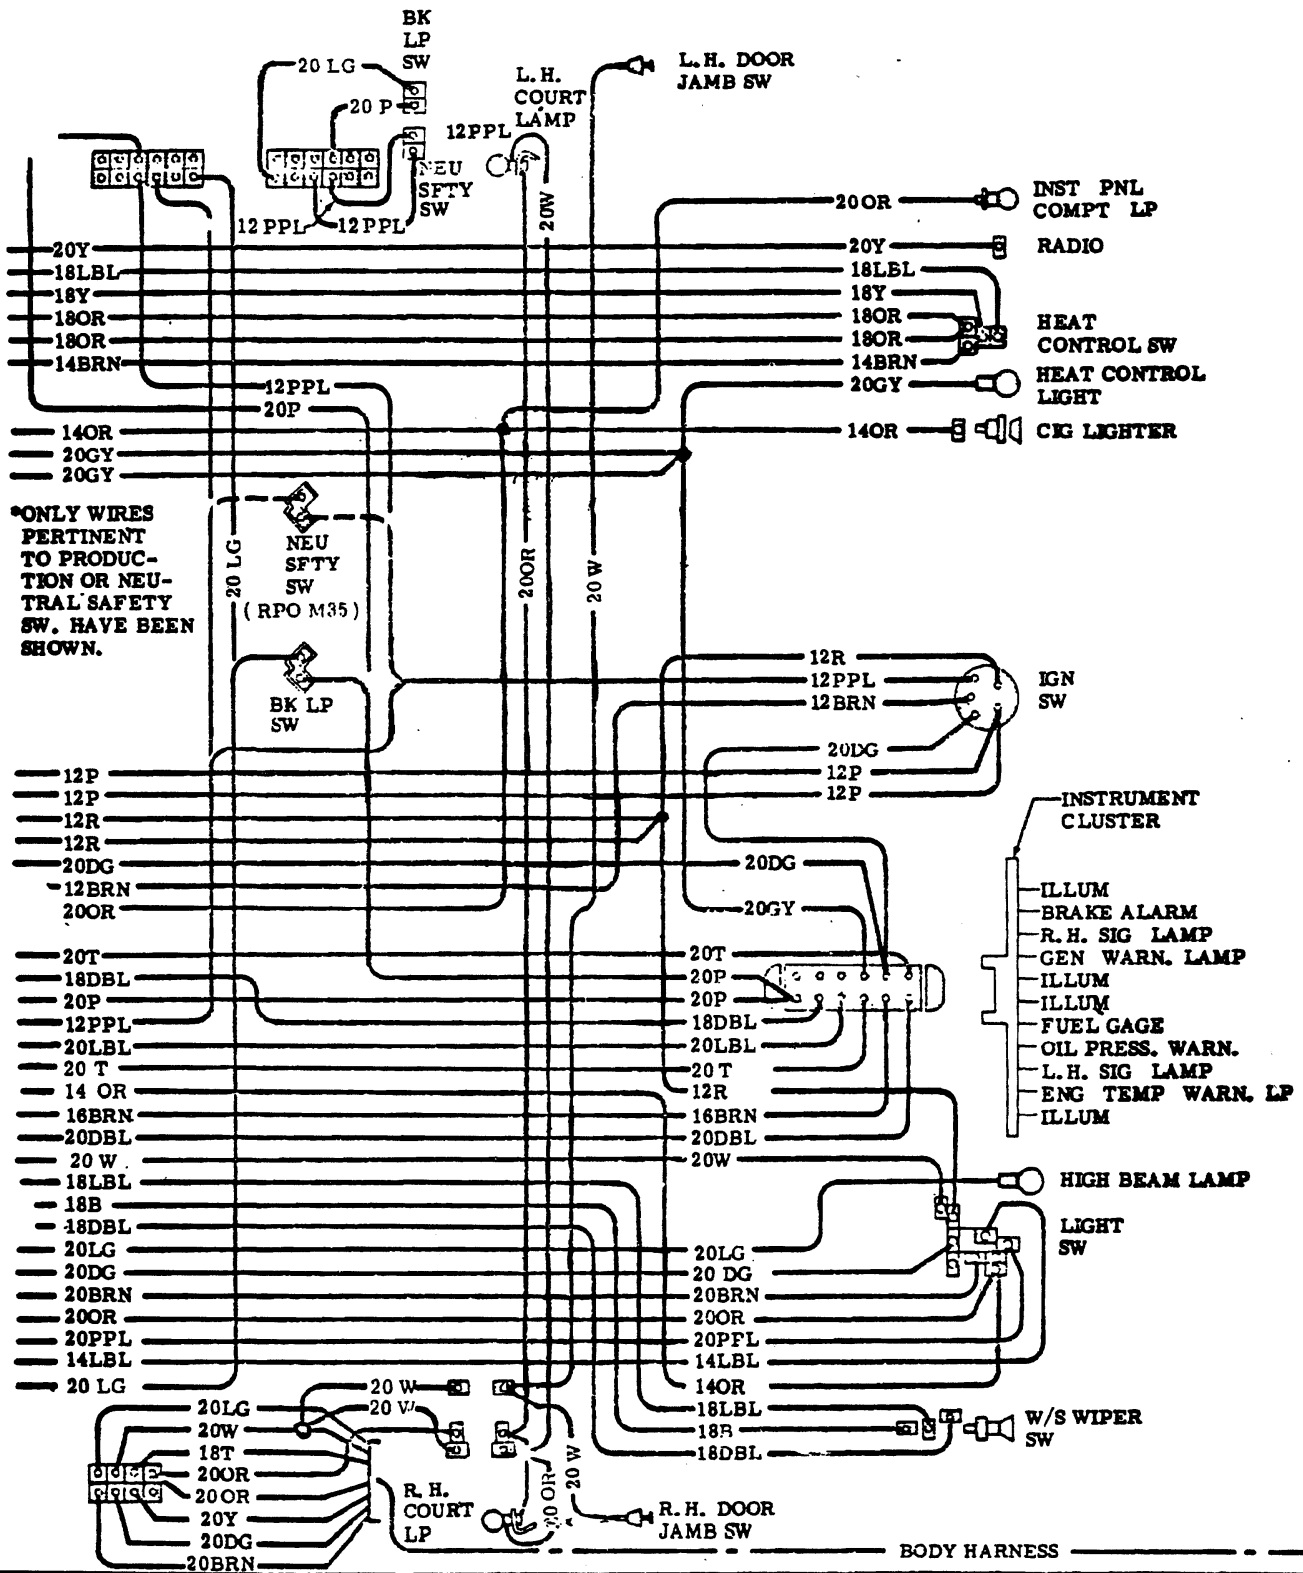 BK
LP
SW
20 LG
20 P
L.H.
COURT
LAMP
12PPL
L.H. DOOR
JAMB SW
NEU
SFTY
SW
12PPL
12PPL
20W
20OR
INST PNL
COMPT LP
20Y
20Y
RADIO
18LBL
18LBL
18Y
18Y
18OR
18OR
HEAT
CONTROL SW
18OR
18OR
14BRN
14BRN
12PPL
20GY
HEAT CONTROL
LIGHT
20P
14OR
14OR
CIG LIGHTER
20GY
20GY
*ONLY WIRES
PERTINENT
TO PRODUC-
TION OR NEU-
TRAL SAFETY
SW. HAVE BEEN
SHOWN.
20 LG
NEU
SFTY
SW
(RPO M35)
20OR
20W
BK LP
SW
12R
12PPL
12BRN
IGN
SW
20DG
12P
12P
12P
12P
12R
12R
20DG
20DG
12BRN
20OR
20GY
INSTRUMENT
CLUSTER
ILLUM
BRAKE ALARM
R.H. SIG LAMP
GEN WARN. LAMP
ILLUM
ILLUM
FUEL GAGE
OIL PRESS. WARN.
L.H. SIG LAMP
ENG TEMP WARN. LP
ILLUM
20T
20T
18DBL
20P
20P
20P
12PPL
18DBL
20LBL
20LBL
20 T
20 T
14 OR
12R
16BRN
16BRN
20DBL
20DBL
20 W
20W
18LBL
HIGH BEAM LAMP
18B
18DBL
LIGHT
SW
20LG
20LG
20DG
20 DG
20BRN
20BRN
20OR
20OR
20PPL
20PPL
14LBL
14LBL
20 LG
20 W
14OR
20LG
20 W
18LBL
20W
18B
W/S WIPER
SW
18T
18DBL
20OR
20OR
20Y
20DG
20BRN
R.H.
COURT
LP
20 OR
20 W
R.H. DOOR
JAMB SW
BODY HARNESS